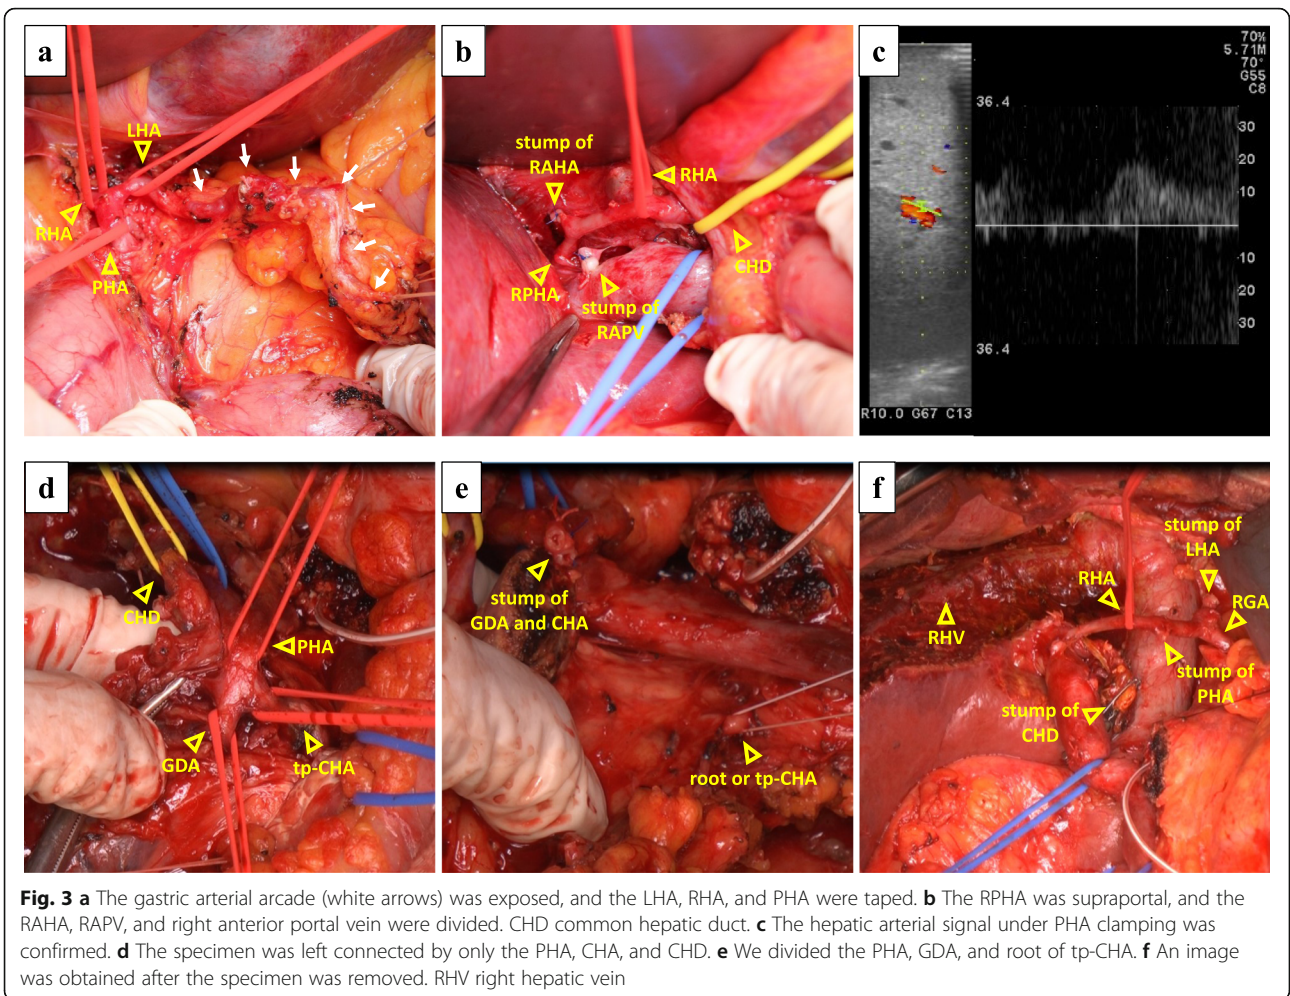 a
LHA
RHA
PHA
b
stump of
RAHA
RHA
CHD
RPHA
stump of
RAPV
c
70%
5.71M
70°
G55
C8
36.4
30
20
10
-10
20
30
36.4
R10.0 G67 C13
d
CHD
PHA
GDA
tp-CHA
e
stump of
GDA and CHA
root or tp-CHA
f
stump of
LHA
RHA
RGA
RHV
stump of
PHA
stump of
CHD
Fig. 3 a The gastric arterial arcade (white arrows) was exposed, and the LHA, RHA, and PHA were taped. b The RPHA was supraportal, and the
RAHA, RAPV, and right anterior portal vein were divided. CHD common hepatic duct. c The hepatic arterial signal under PHA clamping was
confirmed. d The specimen was left connected by only the PHA, CHA, and CHD. e We divided the PHA, GDA, and root of tp-CHA. f An image
was obtained after the specimen was removed. RHV right hepatic vein